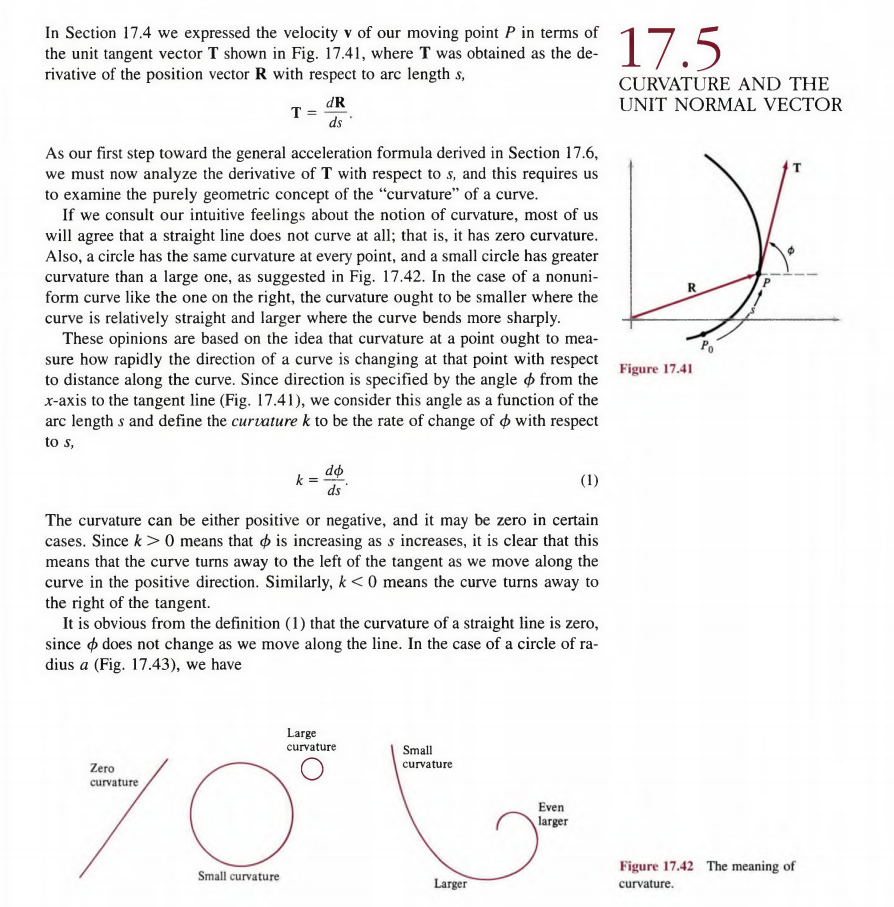 In Section 17.4 we expressed the velocity v of our moving point P in terms of
the unit tangent vector T shown in Fig. 17.41, where T was obtained as the de-
rivative of the position vector R with respect to arc length s,
T = dR/ds.
As our first step toward the general acceleration formula derived in Section 17.6,
we must now analyze the derivative of T with respect to s, and this requires us
to examine the purely geometric concept of the “curvature” of a curve.
If we consult our intuitive feelings about the notion of curvature, most of us
will agree that a straight line does not curve at all; that is, it has zero curvature.
Also, a circle has the same curvature at every point, and a small circle has greater
curvature than a large one, as suggested in Fig. 17.42. In the case of a nonuni-
form curve like the one on the right, the curvature ought to be smaller where the
curve is relatively straight and larger where the curve bends more sharply.
These opinions are based on the idea that curvature at a point ought to mea-
sure how rapidly the direction of a curve is changing at that point with respect
to distance along the curve. Since direction is specified by the angle ϕ from the
x-axis to the tangent line (Fig. 17.41), we consider this angle as a function of the
arc length s and define the curvature k to be the rate of change of ϕ with respect
to s,
k = dϕ/ds. (1)
The curvature can be either positive or negative, and it may be zero in certain
cases. Since k > 0 means that ϕ is increasing as s increases, it is clear that this
means that the curve turns away to the left of the tangent as we move along the
curve in the positive direction. Similarly, k < 0 means the curve turns away to
the right of the tangent.
It is obvious from the definition (1) that the curvature of a straight line is zero,
since ϕ does not change as we move along the line. In the case of a circle of ra-
dius a (Fig. 17.43), we have
17.5
CURVATURE AND THE
UNIT NORMAL VECTOR
T
ϕ
R
P
s
P₀
Figure 17.41
Zero
curvature
Large
curvature
Small curvature
Small
curvature
Even
larger
Larger
Figure 17.42 The meaning of
curvature.